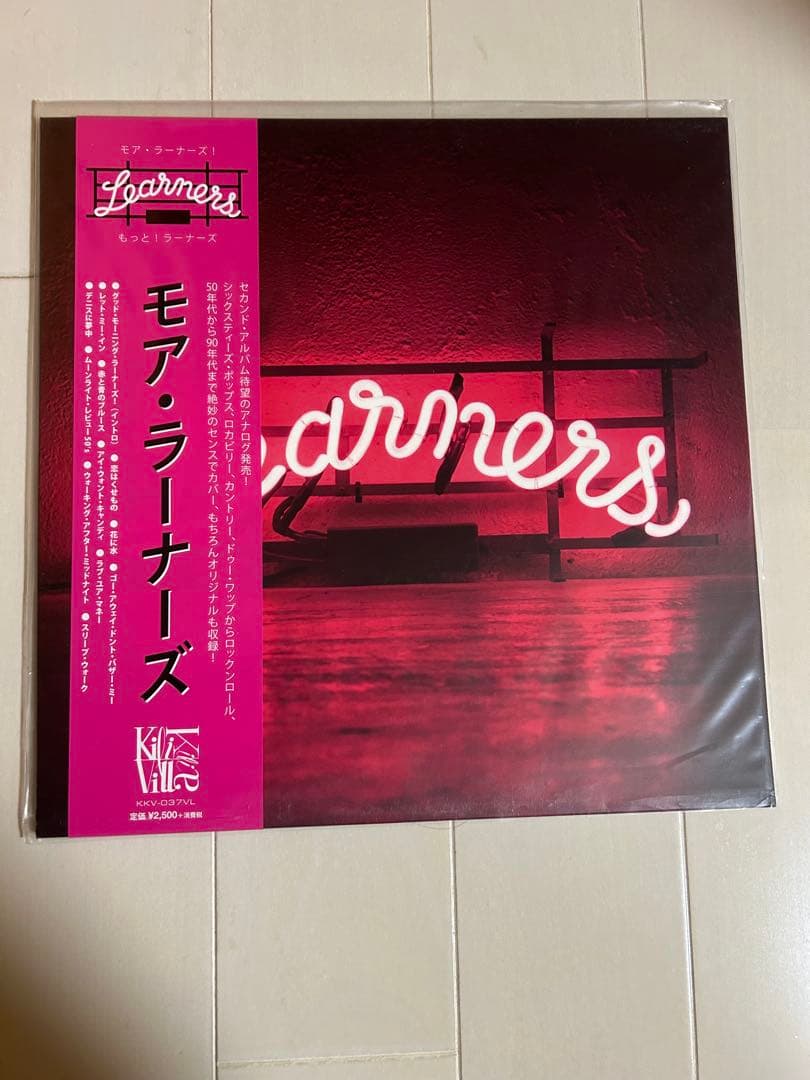 モア・ラーナーズ!
Learners
もっと!ラーナーズ
セカンド・アルバム待望のアナログ発売!
シックスティーズ・ポップス、ロカビリー、カントリー、ドゥー・ワップからロックンロール、
50年代から90年代まで絶妙のセンスでカバー、もちろんオリジナルも収録!
モア・ラーナーズ
●グッド・モーニング・ラーナーズ!(イントロ) ●恋はくせもの ●花に水 ●ゴー・アウェイ・ドント・バザー・ミー
●レット・ミー・イン ●赤と青のブルース ●アイ・ウォント・キャンディ ●ラブ・ユア・マネー
●デニスに夢中 ●ムーンライト・レビュー50's ●ウォーキング・アフター・ミッドナイト ●スリープ・ウォーク
KiliKiliVilla
KKV-037VL
定価 ¥2,500+消費税
earners